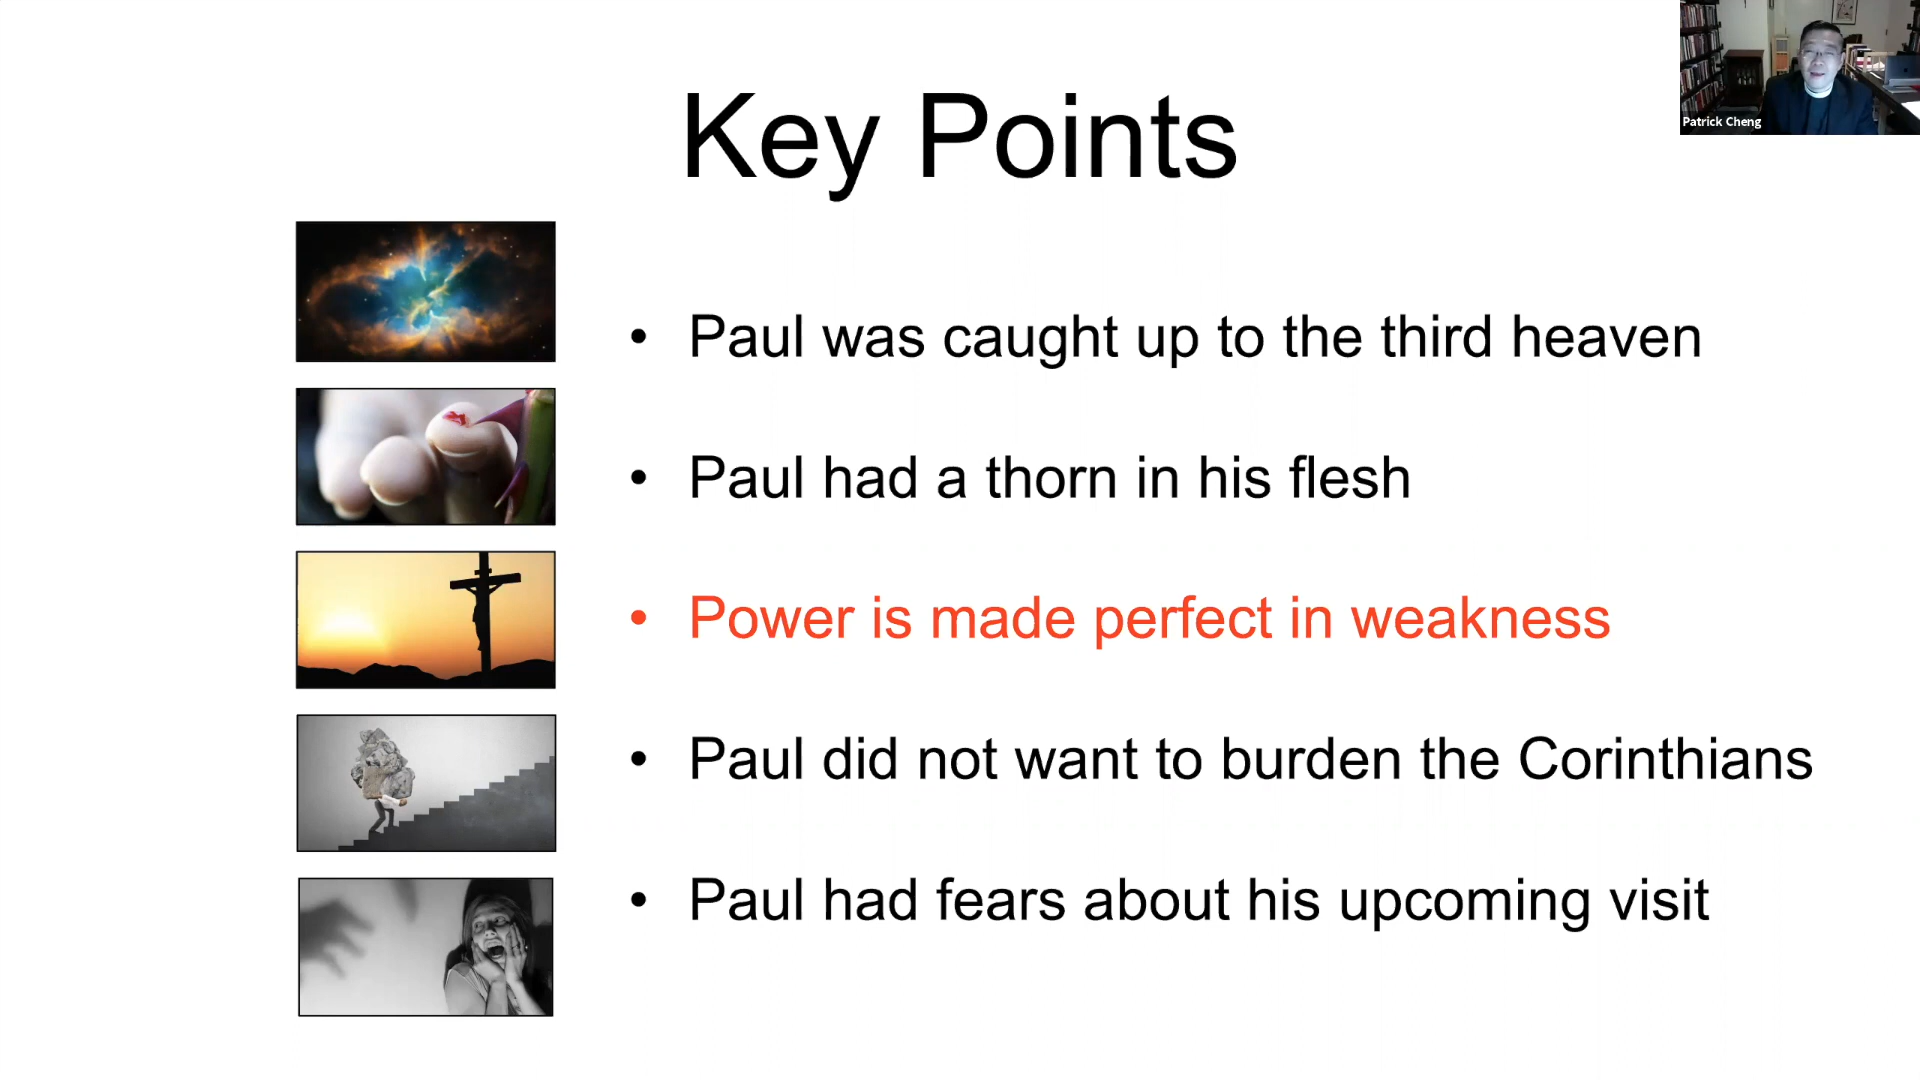 Key Points
Patrick Cheng
• Paul was caught up to the third heaven
• Paul had a thorn in his flesh
• Power is made perfect in weakness
• Paul did not want to burden the Corinthians
• Paul had fears about his upcoming visit